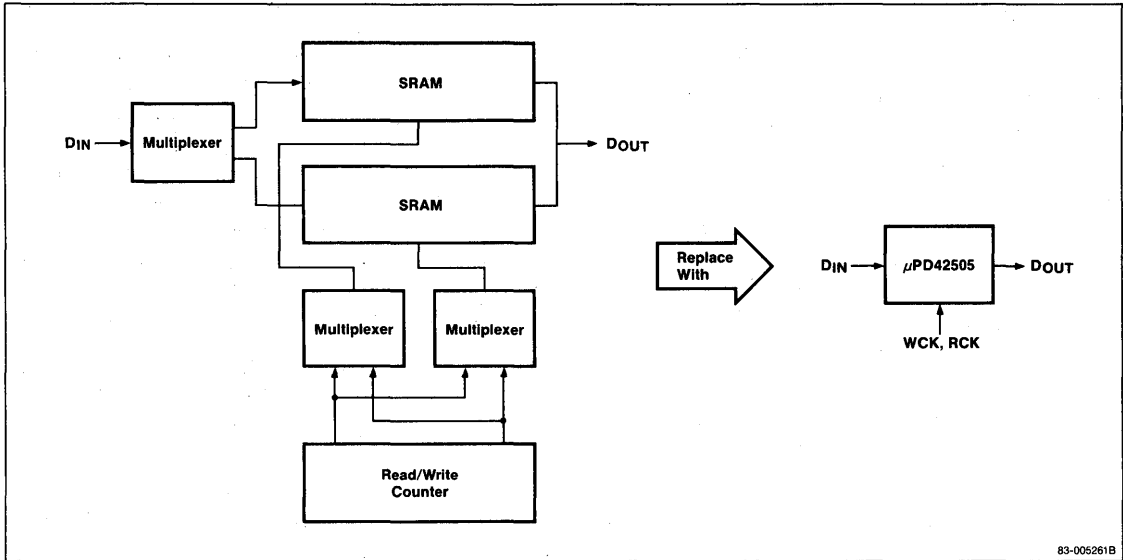 SRAM
DIN
Multiplexer
DOUT
SRAM
Replace
With
DIN
μPD42505
DOUT
WCK, RCK
Multiplexer
Multiplexer
Read/Write
Counter
83-005261B